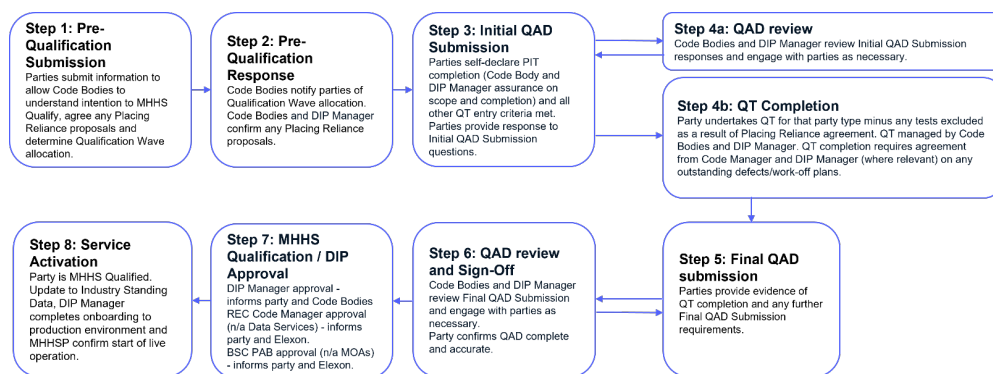 Step 1: Pre-
Qualification
Submission
Parties submit information to
allow Code Bodies to
understand intention to MHHS
Qualify, agree any Placing
Reliance proposals and
determine Qualification Wave
allocation.
Step 2: Pre-
Qualification
Response
Code Bodies notify parties of
Qualification Wave allocation.
Code Bodies and DIP Manager
confirm any Placing Reliance
proposals.
Step 3: Initial QAD
Submission
Parties self-declare PIT
completion (Code Body and
DIP Manager assurance on
scope and completion) and all
other QT entry criteria met.
Parties provide response to
Initial QAD Submission
questions.
Step 4a: QAD review
Code Bodies and DIP Manager review Initial QAD Submission
responses and engage with parties as necessary.
Step 4b: QT Completion
Party undertakes QT for that party type minus any tests excluded
as a result of Placing Reliance agreement. QT managed by Code
Bodies and DIP Manager. QT completion requires agreement
from Code Manager and DIP Manager (where relevant) on any
outstanding defects/work-off plans.
Step 5: Final QAD
submission
Parties provide evidence of
QT completion and any further
Final QAD Submission
requirements.
Step 6: QAD review
and Sign-Off
Code Bodies and DIP Manager
review Final QAD Submission
and engage with parties as
necessary.
Party confirms QAD complete
and accurate.
Step 7: MHHS
Qualification / DIP
Approval
DIP Manager approval -
informs party and Code Bodies
REC Code Manager approval
(n/a Data Services) - informs
party and Elexon.
BSC PAB approval (n/a MOAs)
- informs party and Elexon.
Step 8: Service
Activation
Party is MHHS Qualified.
Update to Industry Standing
Data, DIP Manager
completes onboarding to
production environment and
MHHSP confirm start of live
operation.